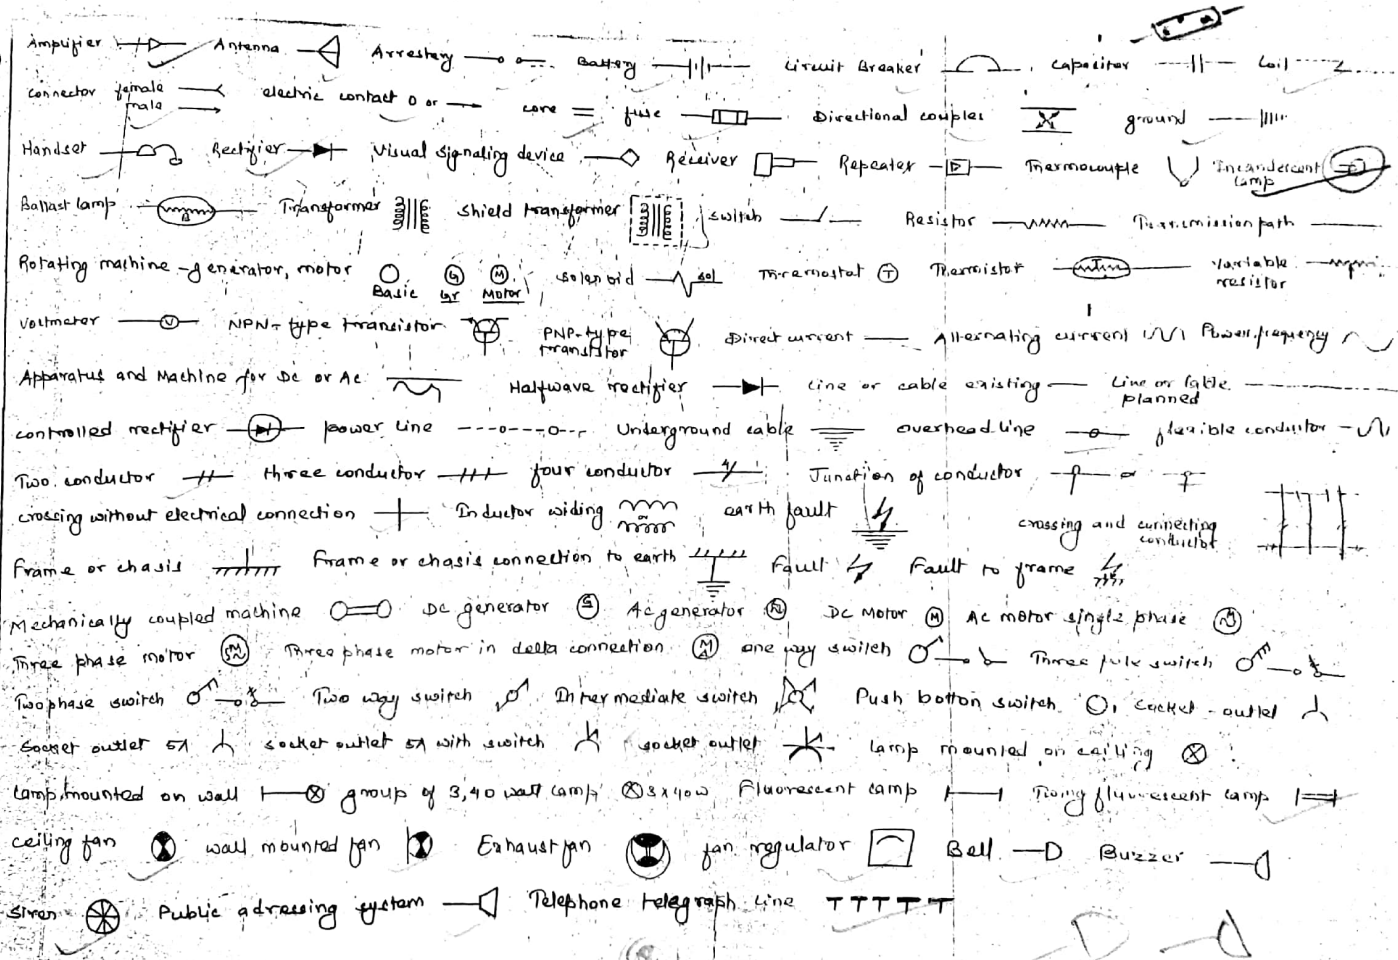 Amplifier Antenna Arrestery Battery Circuit Breaker Capacitor Coil
connector female electric contact o or core fuse Directional coupler ground
male
Handset Rectifier Visual signaling device Receiver Repeater Thermocouple Incandescent
Lamp
Ballast lamp Transformer Shield transformer switch Resistor Transmission path
Rotating machine - generator, motor G M solenoid sol Thremostat T Thremistor variable
Basic Gr Motor resistor
voltmeter V NPN- type transistor PNP-type Direct current Alternating current Power frequency
transistor
Apparatus and Machine for Dc or Ac Halfwave rectifier Line or cable existing Line or Cable
planned
controlled rectifier power line Underground cable overhead line flexible conductor
Two conductor three conductor four conductor 4 Junction of conductor or
crossing without electrical connection Inductor widing or earth fault crossing and connecting
conductor
Frame or chasis Frame or chasis connection to earth Fault Fault to frame
Mechanically coupled machine Dc generator G Ac generator DC Motor M Ac motor single phase M
Three phase motor M Three phase motor in delta connection M one way switch Three pole switch
Twophase switch Two way switch Intermediate switch Push botton switch socket - outlet
Socket outlet 5A socket outlet 5A with switch socket outlet lamp mounted on ceiling
Lamp mounted on wall group of 3,40 watt lamp 3x40w Fluorescent lamp fluorescent lamp
ceiling fan wall mounted fan Exhaust fan fan regulator Bell Buzzer
Siren Public adressing system Telephone telegraph line